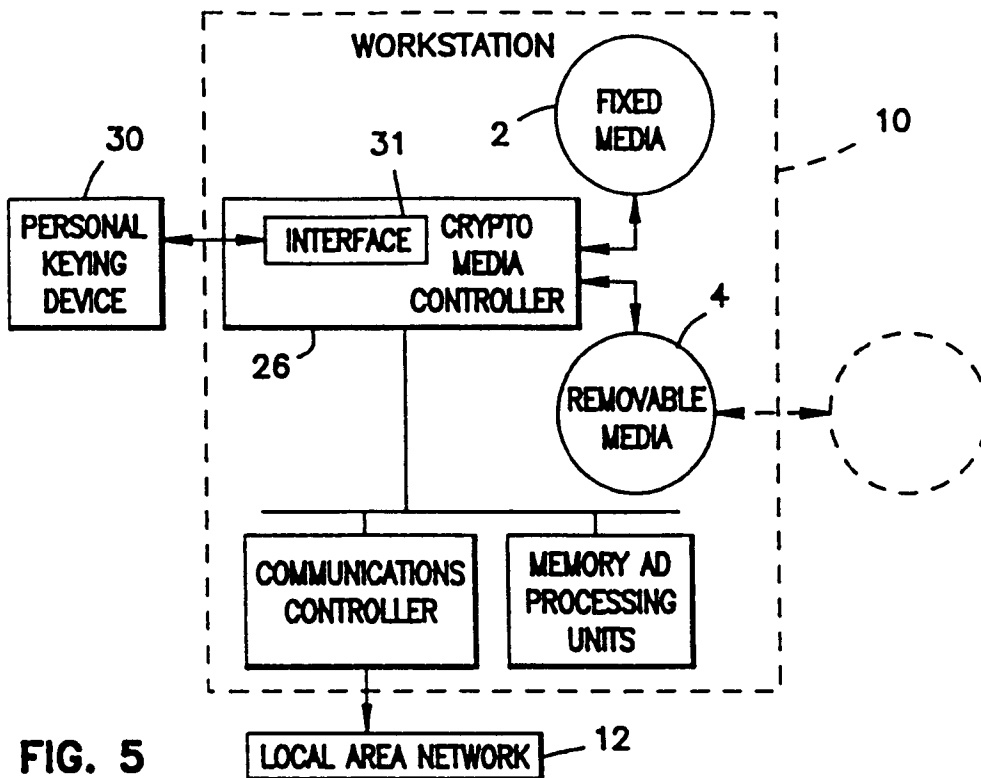 WORKSTATION
FIXED
MEDIA
2
10
30
31
PERSONAL
KEYING
DEVICE
INTERFACE
CRYPTO
MEDIA
CONTROLLER
26
4
REMOVABLE
MEDIA
COMMUNICATIONS
CONTROLLER
MEMORY AD
PROCESSING
UNITS
FIG. 5
LOCAL AREA NETWORK
12